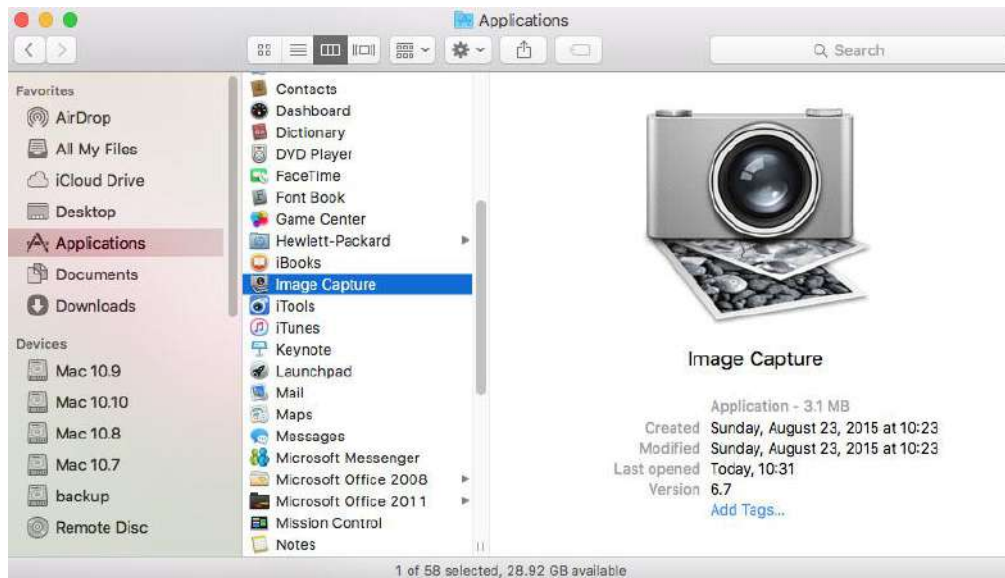 Applications
Search
Favorites
AirDrop
All My Files
iCloud Drive
Desktop
Applications
Documents
Downloads
Devices
Mac 10.9
Mac 10.10
Mac 10.8
Mac 10.7
backup
Remote Disc
Contacts
Dashboard
Dictionary
DVD Player
FaceTime
Font Book
Game Center
Hewlett-Packard
iBooks
Image Capture
iTools
iTunes
Keynote
Launchpad
Mail
Maps
Messages
Microsoft Messenger
Microsoft Office 2008
Microsoft Office 2011
Mission Control
Notes
Image Capture
Application - 3.1 MB
Created Sunday, August 23, 2015 at 10:23
Modified Sunday, August 23, 2015 at 10:23
Last opened Today, 10:31
Version 6.7
Add Tags...
1 of 58 selected, 28.92 GB available